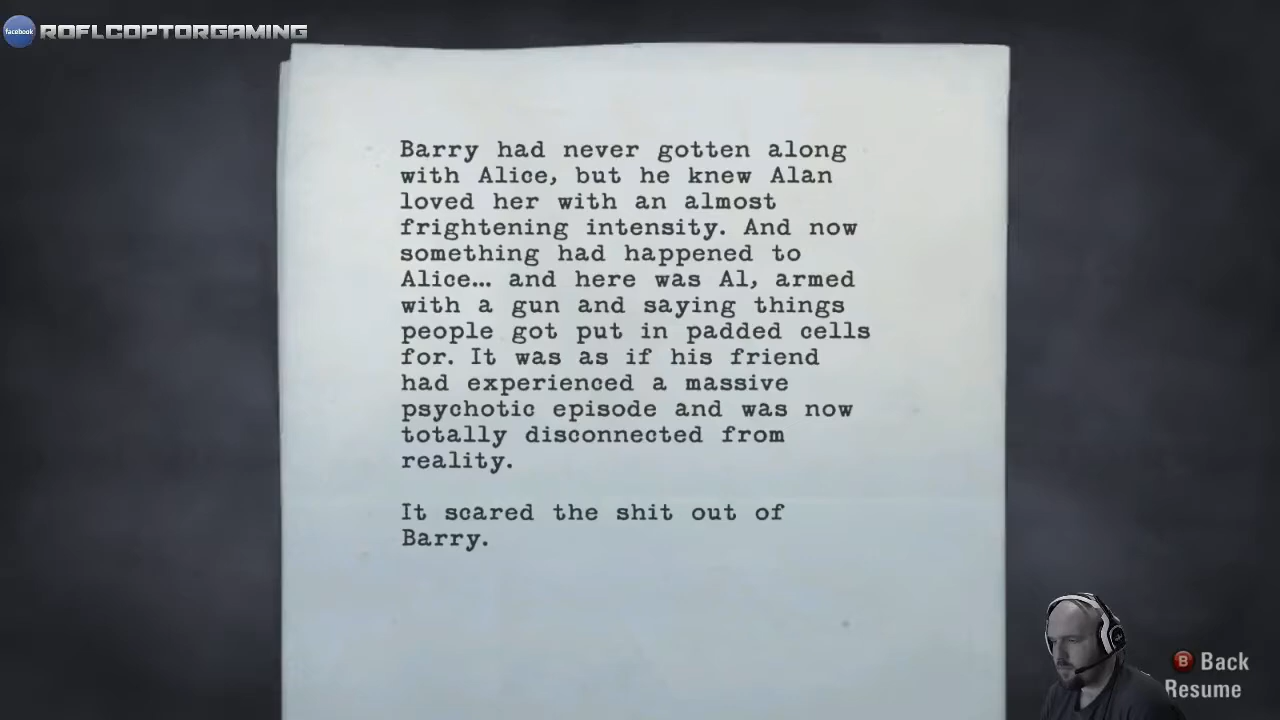 facebook ROFLCOPTORGAMING
Barry had never gotten along
with Alice, but he knew Alan
loved her with an almost
frightening intensity. And now
something had happened to
Alice... and here was Al, armed
with a gun and saying things
people got put in padded cells
for. It was as if his friend
had experienced a massive
psychotic episode and was now
totally disconnected from
reality.
It scared the shit out of
Barry.
B Back
Resume